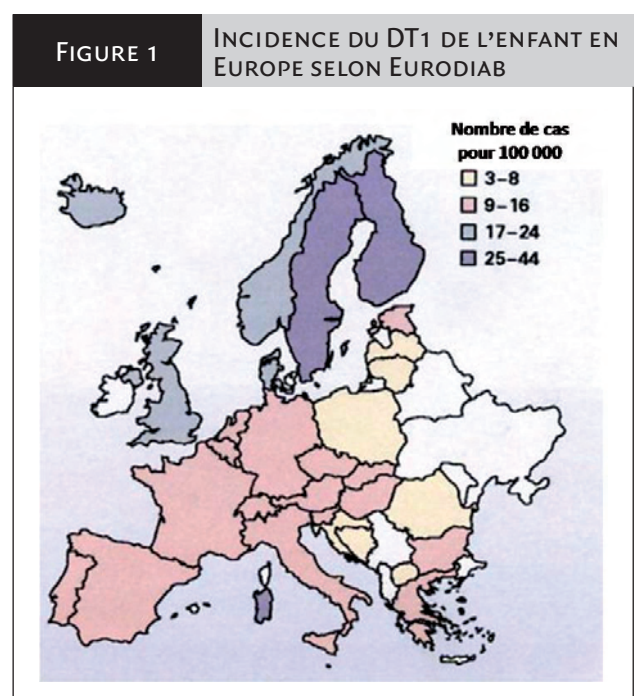 FIGURE 1
INCIDENCE DU DT1 DE L'ENFANT EN
EUROPE SELON EURODIAB
Nombre de cas
pour 100 000
3–8
9–16
17–24
25–44